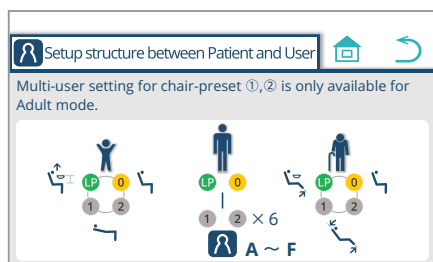 Setup structure between Patient and User
Multi-user setting for chair-preset ①,② is only available for
Adult mode.
LP 0 LP 0 LP 0
1 2 1 2 × 6 1 2
A ~ F